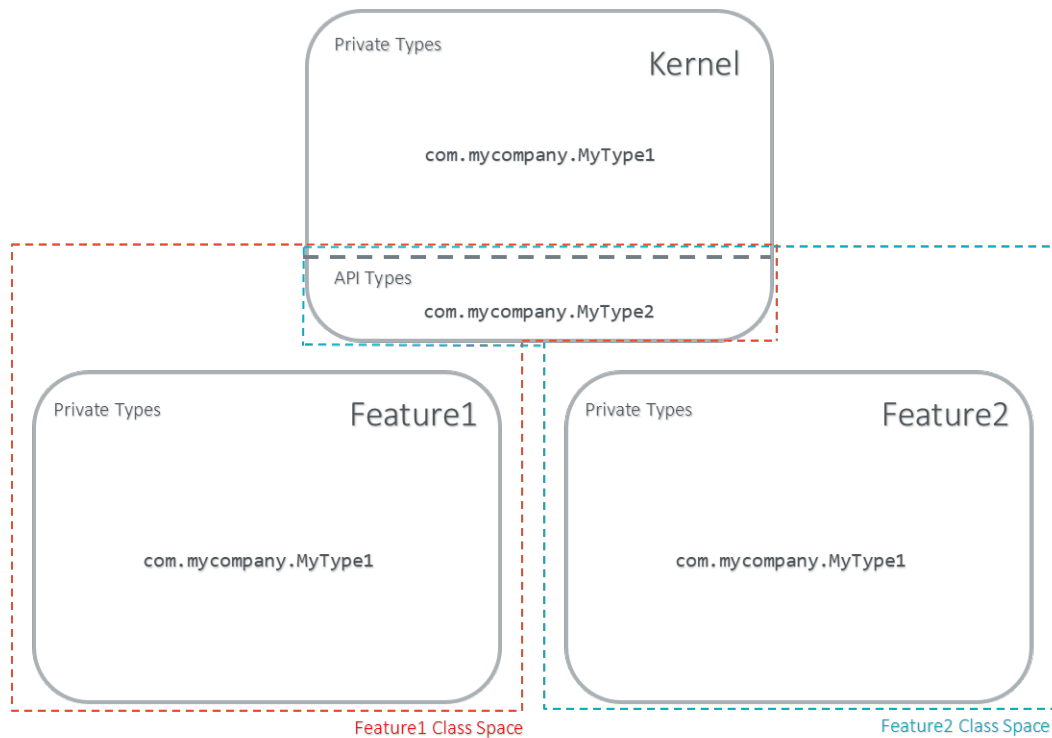 Private Types
Kernel
com.mycompany.MyType1
API Types
com.mycompany.MyType2
Private Types
Feature1
com.mycompany.MyType1
Feature1 Class Space
Private Types
Feature2
com.mycompany.MyType1
Feature2 Class Space